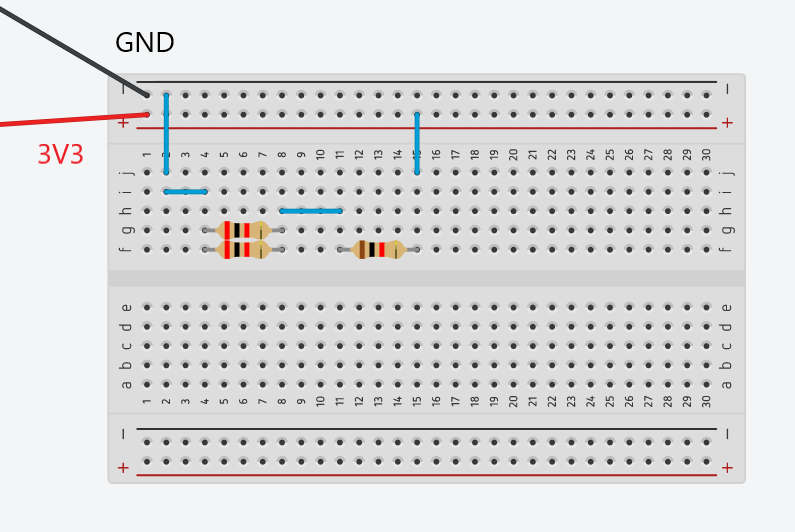 GND
— —
+ +
3V3
1 2 3 4 5 6 7 8 9 10 11 12 13 14 15 16 17 18 19 20 21 22 23 24 25 26 27 28 29 30
j j
i i
h h
g g
f f
e e
d d
c c
b b
a a
1 2 3 4 5 6 7 8 9 10 11 12 13 14 15 16 17 18 19 20 21 22 23 24 25 26 27 28 29 30
— —
+ +